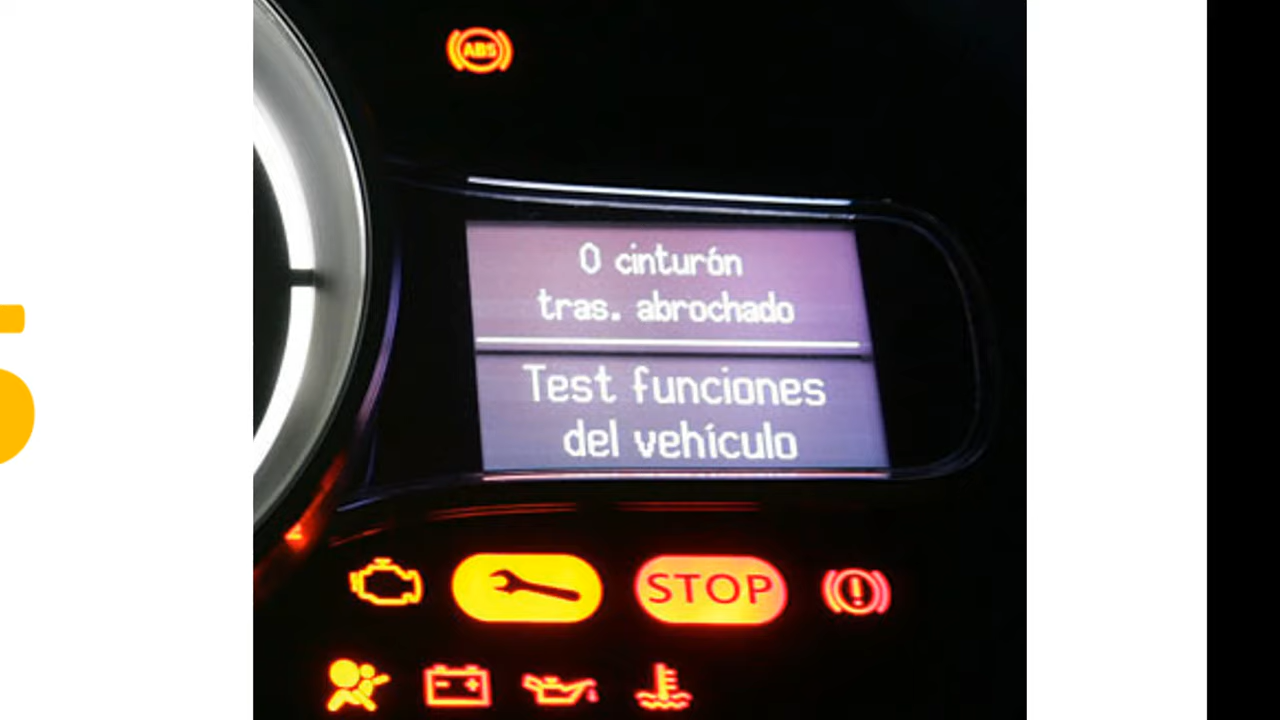 ABS
0 cinturón
tras. abrochado
Test funciones
del vehículo
STOP